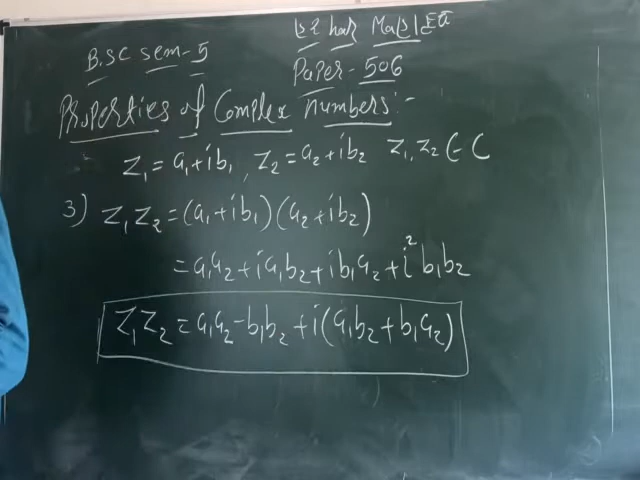 B.SC Sem-5
Paper-506
Properties of Complex numbers:-
Z₁ = a₁+ib₁, Z₂ = a₂+ib₂ Z₁, Z₂ ∈ C
3) Z₁Z₂ = (a₁+ib₁)(a₂+ib₂)
= a₁a₂+ia₁b₂+ib₁a₂+i²b₁b₂
Z₁Z₂ = a₁a₂-b₁b₂+i(a₁b₂+b₁a₂)